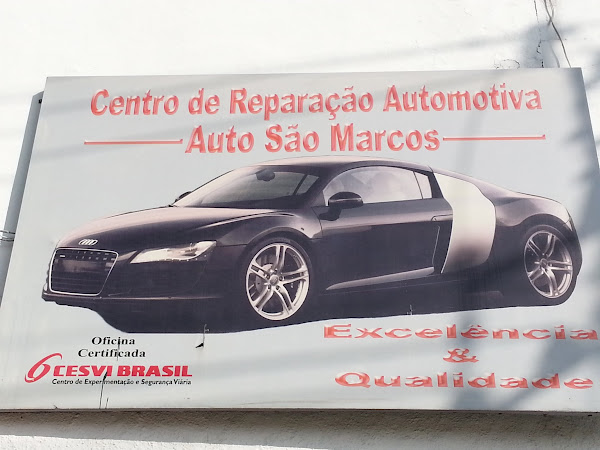 Centro de Reparação Automotiva
Auto São Marcos
Oficina
Certificada
CESVI BRASIL
Centro de Experimentação e Segurança Viária
Excelência
&
Qualidade